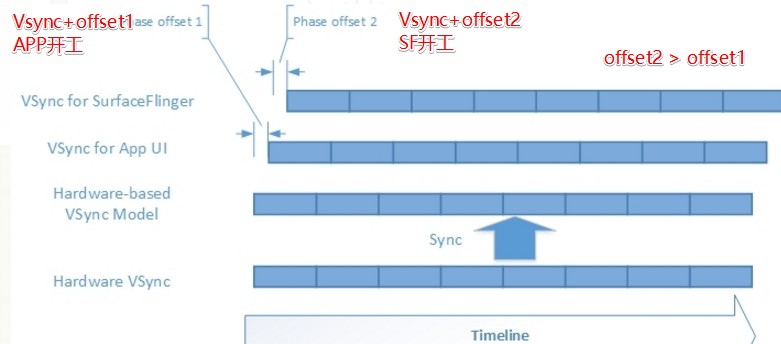 Vsync+offset1
APP开工
hase offset 1
Phase offset 2
Vsync+offset2
SF开工
offset2 > offset1
VSync for SurfaceFlinger
VSync for App UI
Hardware-based
VSync Model
Sync
Hardware VSync
Timeline